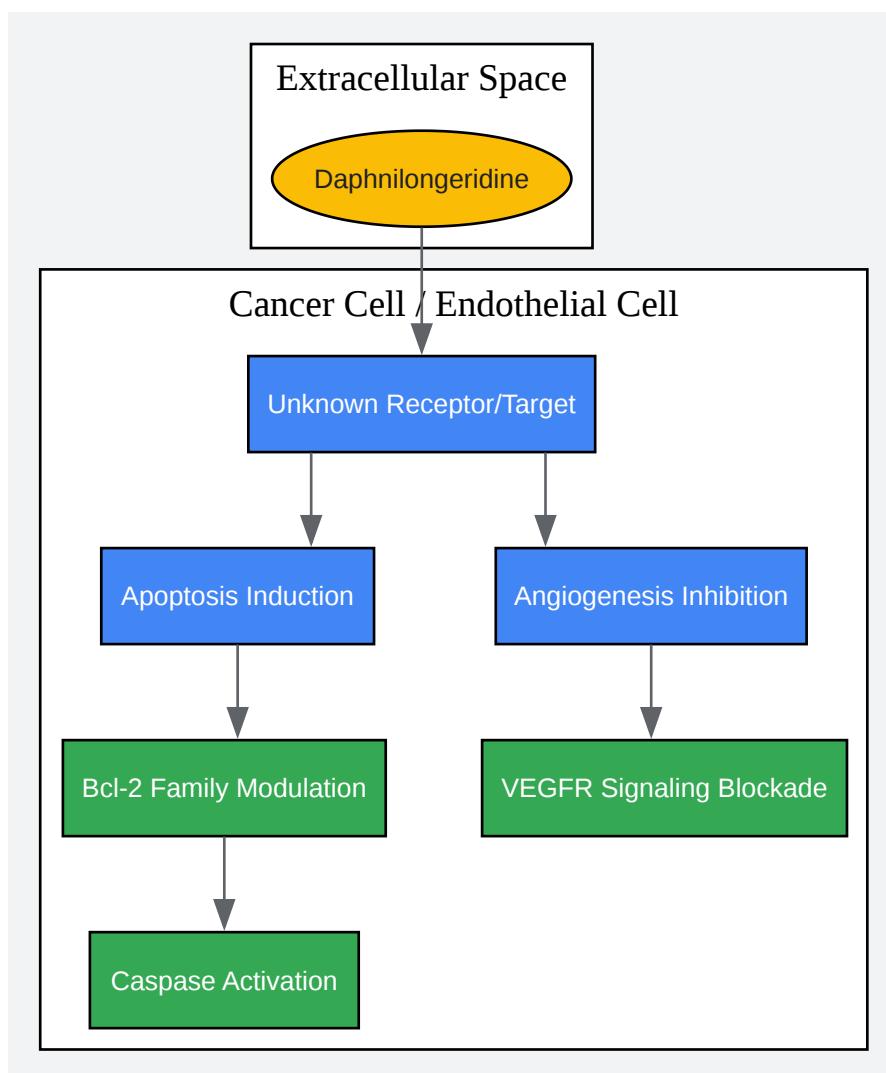 Extracellular Space
Daphnilongeridine
Cancer Cell / Endothelial Cell
Unknown Receptor/Target
Apoptosis Induction
Angiogenesis Inhibition
Bcl-2 Family Modulation
VEGFR Signaling Blockade
Caspase Activation